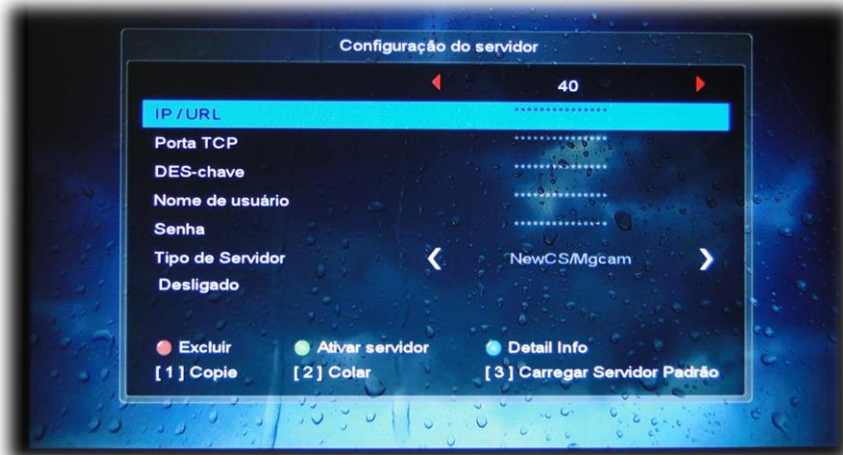 Configuração do servidor
40
IP / URL ***************
Porta TCP ***************
DES-chave ***************
Nome de usuário ***************
Senha ***************
Tipo de Servidor NewCS/Mgcam
Desligado
Excluir Ativar servidor Detail Info
[ 1 ] Copie [ 2 ] Colar [ 3 ] Carregar Servidor Padrão